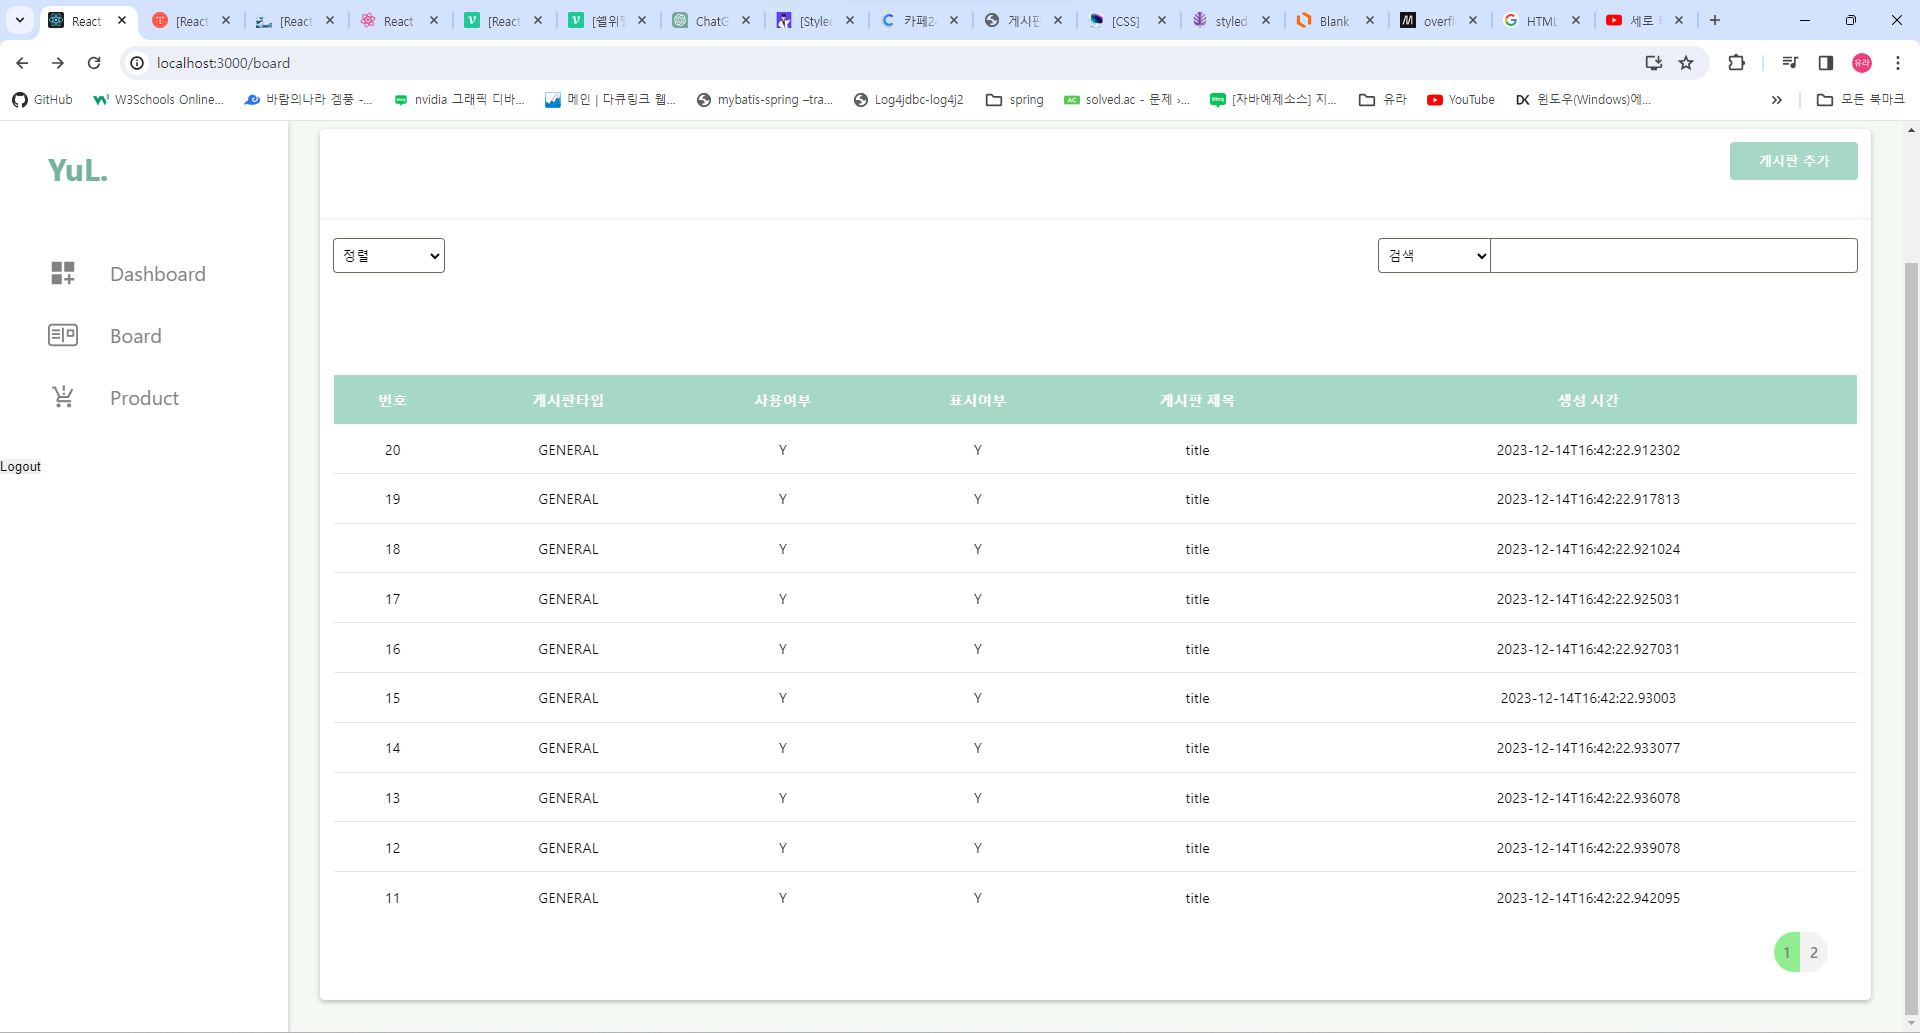 React
[React
[React
React
[React
[쉘위
ChatG
[Styled
카페2
게시판
[CSS]
styled
Blank
overfl
HTML
세로
localhost:3000/board
유라
GitHub
W3Schools Online...
바람의나라 겜퐁 -...
nvidia 그래픽 디바...
메인 | 다큐링크 웹...
mybatis-spring –tra...
Log4jdbc-log4j2
spring
solved.ac - 문제 ›...
[자바예제소스] 지...
유라
YouTube
윈도우(Windows)에...
모든 북마크
YuL.
게시판 추가
정렬
검색
Dashboard
Board
Product
Logout
번호 게시판타입 사용여부 표시여부 게시판 제목 생성 시간
20 GENERAL Y Y title 2023-12-14T16:42:22.912302
19 GENERAL Y Y title 2023-12-14T16:42:22.917813
18 GENERAL Y Y title 2023-12-14T16:42:22.921024
17 GENERAL Y Y title 2023-12-14T16:42:22.925031
16 GENERAL Y Y title 2023-12-14T16:42:22.927031
15 GENERAL Y Y title 2023-12-14T16:42:22.93003
14 GENERAL Y Y title 2023-12-14T16:42:22.933077
13 GENERAL Y Y title 2023-12-14T16:42:22.936078
12 GENERAL Y Y title 2023-12-14T16:42:22.939078
11 GENERAL Y Y title 2023-12-14T16:42:22.942095
1 2